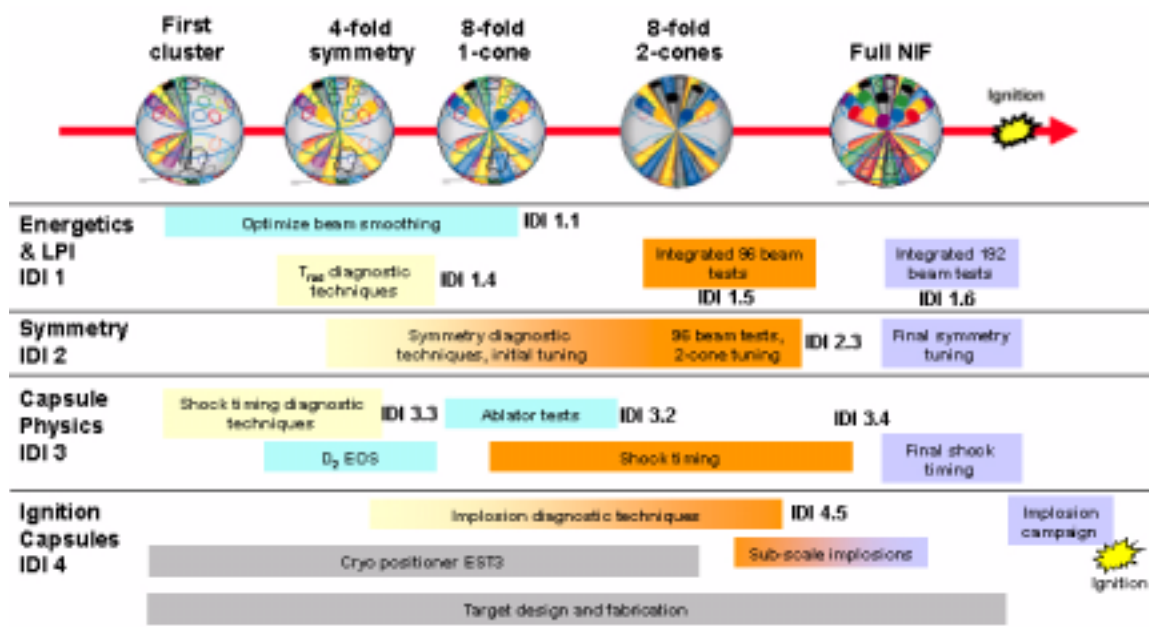 First
cluster
4-fold
symmetry
8-fold
1-cone
8-fold
2-cones
Full NIF
Ignition
Energetics
& LPI
IDI 1
Optimize beam smoothing
IDI 1.1
diagnostic
techniques
IDI 1.4
Integrated 96 beam
tests
IDI 1.5
Integrated 192
beam tests
IDI 1.6
Symmetry
IDI 2
Symmetry diagnostic
techniques, initial tuning
96 beam tests,
2-cone tuning
IDI 2.3
Final symmetry
tuning
Capsule
Physics
IDI 3
Shock timing diagnostic
techniques
IDI 3.3
Ablator tests
IDI 3.2
IDI 3.4
D₂ EOS
Shock timing
Final shock
timing
Ignition
Capsules
IDI 4
Implosion diagnostic techniques
IDI 4.5
Implosion
campaign
Cryo positioner EST3
Sub-scale implosions
Ignition
Target design and fabrication